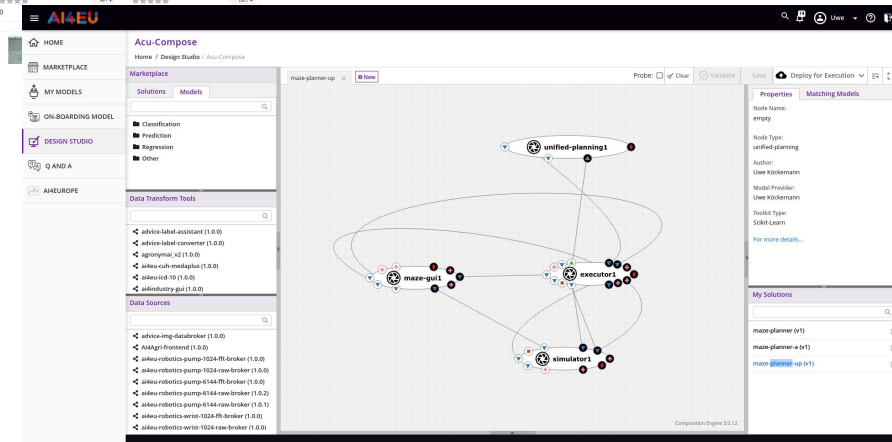 AI4EU
14
Uwe
HOME
MARKETPLACE
MY MODELS
ON-BOARDING MODEL
DESIGN STUDIO
Q AND A
AI4EUROPE
Acu-Compose
Home / Design Studio / Acu-Compose
Marketplace
Solutions Models
Classification
Prediction
Regression
Other
Data Transform Tools
advice-label-assistant (1.0.0)
advice-label-converter (1.0.0)
agronymai_v2 (1.0.0)
ai4eu-cuh-medaplus (1.0.0)
ai4eu-icd-10 (1.0.0)
ai4industry-gui (1.0.0)
Data Sources
advice-img-databroker (1.0.0)
AI4Agri-frontend (1.0.0)
ai4eu-robotics-pump-1024-fft-broker (1.0.0)
ai4eu-robotics-pump-1024-raw-broker (1.0.0)
ai4eu-robotics-pump-6144-fft-broker (1.0.0)
ai4eu-robotics-pump-6144-raw-broker (1.0.2)
ai4eu-robotics-pump-6144-raw-broker (1.0.1)
ai4eu-robotics-wrist-1024-fft-broker (1.0.0)
ai4eu-robotics-wrist-1024-raw-broker (1.0.0)
maze-planner-up × New
Probe: Clear Validate Save Deploy for Execution
unified-planning1
maze-gui1
executor1
simulator1
Composition Engine 3.0.12
Properties Matching Models
Node Name:
empty
Node Type:
unified-planning
Author:
Uwe Köckemann
Model Provider:
Uwe Köckemann
Toolkit Type:
Scikit-Learn
For more details...
My Solutions
maze-planner (v1)
maze-planner-a (v1)
maze-planner-up (v1)